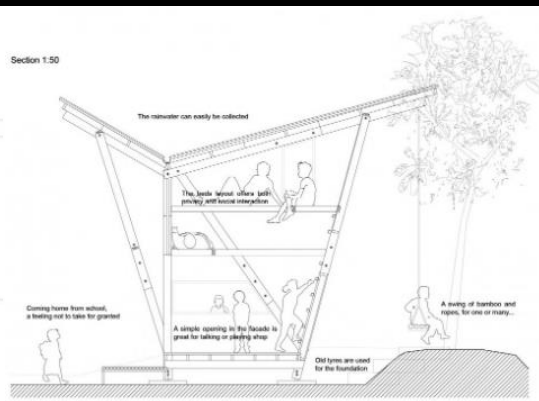 Section 1:50
The rainwater can easily be collected
The beds layout offers both
privacy and social interaction
Coming home from school,
a feeling not to take for granted
A simple opening in the facade is
great for talking or playing shop
A swing of bamboo and
ropes, for one or many...
Old tyres are used
for the foundation